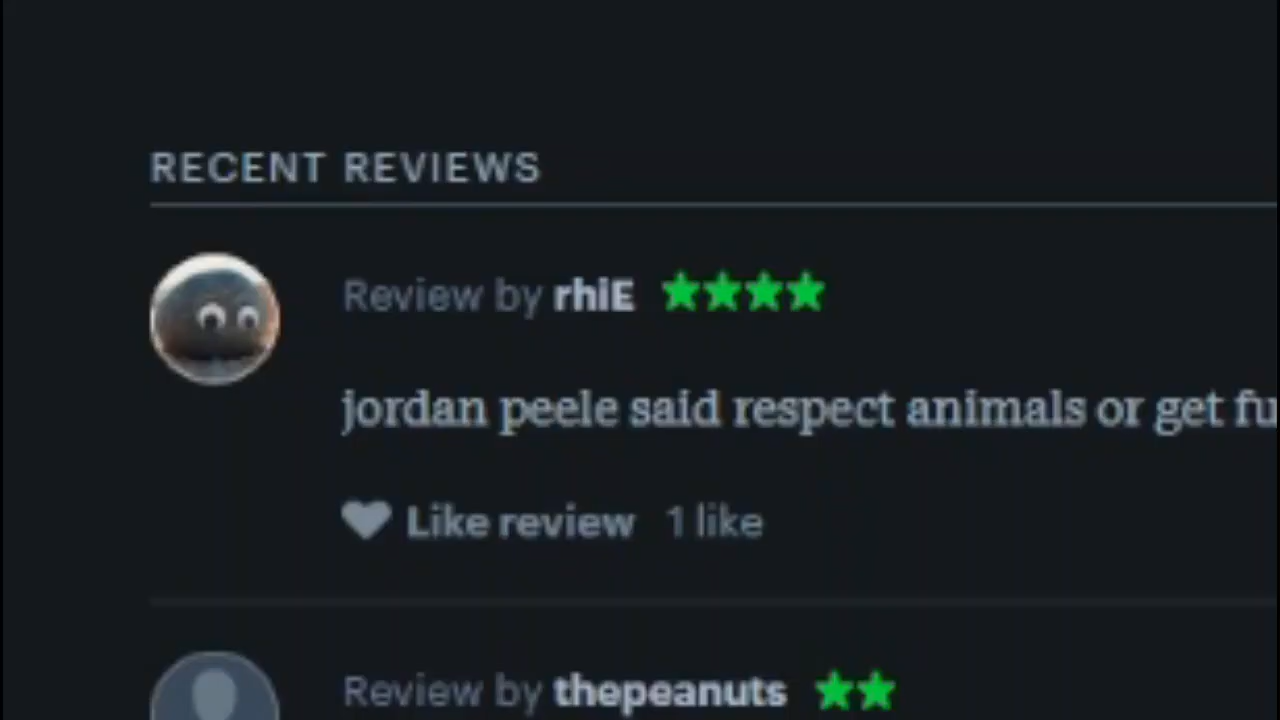 RECENT REVIEWS
Review by rhiE ★★★★
jordan peele said respect animals or get fu
Like review 1 like
Review by thepeanuts ★★